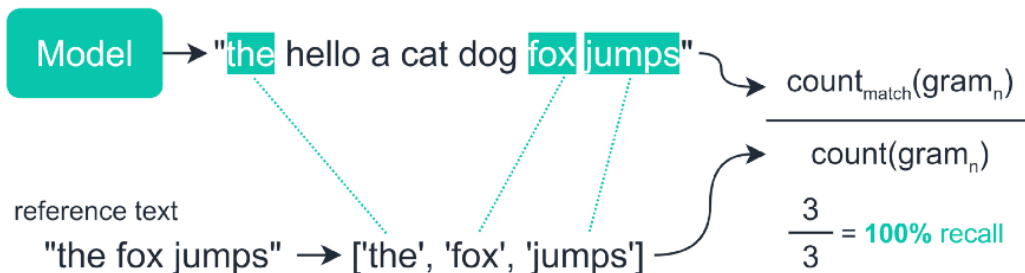 Model
"the hello a cat dog fox jumps"
count_match(gram_n)
count(gram_n)
3
3
= 100% recall
reference text
"the fox jumps"
['the', 'fox', 'jumps']